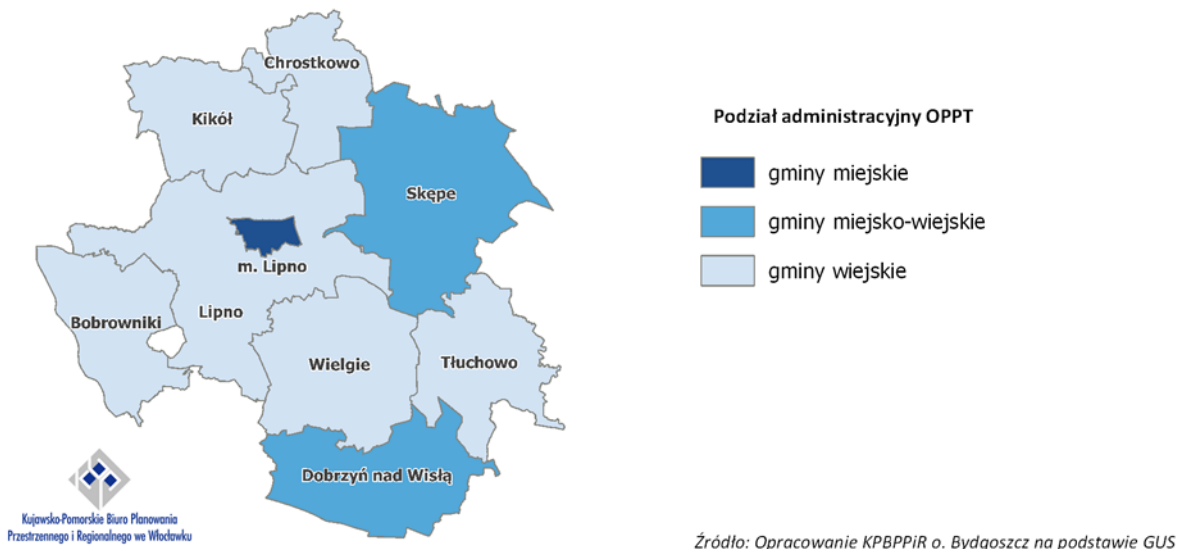 Chrostkowo
Kikół
Skępe
m. Lipno
Lipno
Bobrowniki
Wielgie
Tłuchowo
Dobrzyń nad Wisłą
Kujawsko-Pomorskie Biuro Planowania
Przestrzennego i Regionalnego we Włocławku
Podział administracyjny OPPT
gminy miejskie
gminy miejsko-wiejskie
gminy wiejskie
Źródło: Opracowanie KPBPPiR o. Bydgoszcz na podstawie GUS